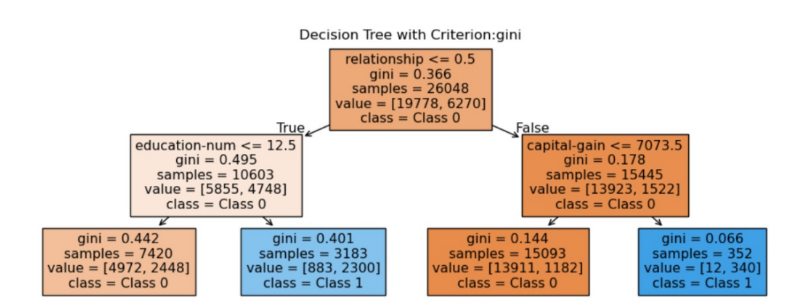 Decision Tree with Criterion:gini
relationship <= 0.5
gini = 0.366
samples = 26048
value = [19778, 6270]
class = Class 0
True
False
education-num <= 12.5
gini = 0.495
samples = 10603
value = [5855, 4748]
class = Class 0
capital-gain <= 7073.5
gini = 0.178
samples = 15445
value = [13923, 1522]
class = Class 0
gini = 0.442
samples = 7420
value = [4972, 2448]
class = Class 0
gini = 0.401
samples = 3183
value = [883, 2300]
class = Class 1
gini = 0.144
samples = 15093
value = [13911, 1182]
class = Class 0
gini = 0.066
samples = 352
value = [12, 340]
class = Class 1